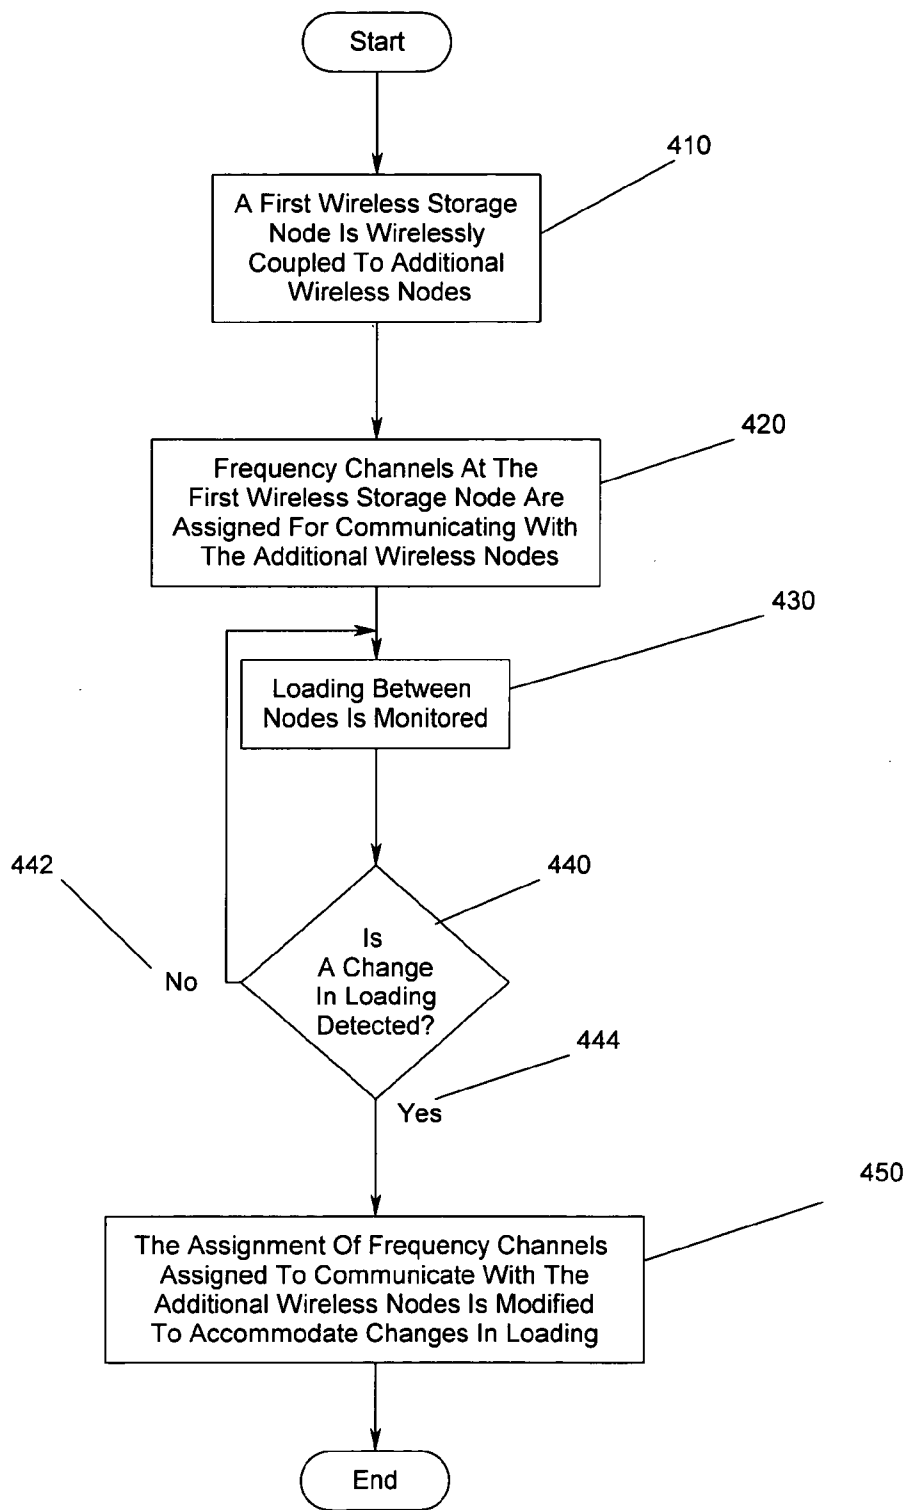 Start
410
A First Wireless Storage
Node Is Wirelessly
Coupled To Additional
Wireless Nodes
420
Frequency Channels At The
First Wireless Storage Node Are
Assigned For Communicating With
The Additional Wireless Nodes
430
Loading Between
Nodes Is Monitored
442
440
No
Is
A Change
In Loading
Detected?
444
Yes
450
The Assignment Of Frequency Channels
Assigned To Communicate With The
Additional Wireless Nodes Is Modified
To Accommodate Changes In Loading
End